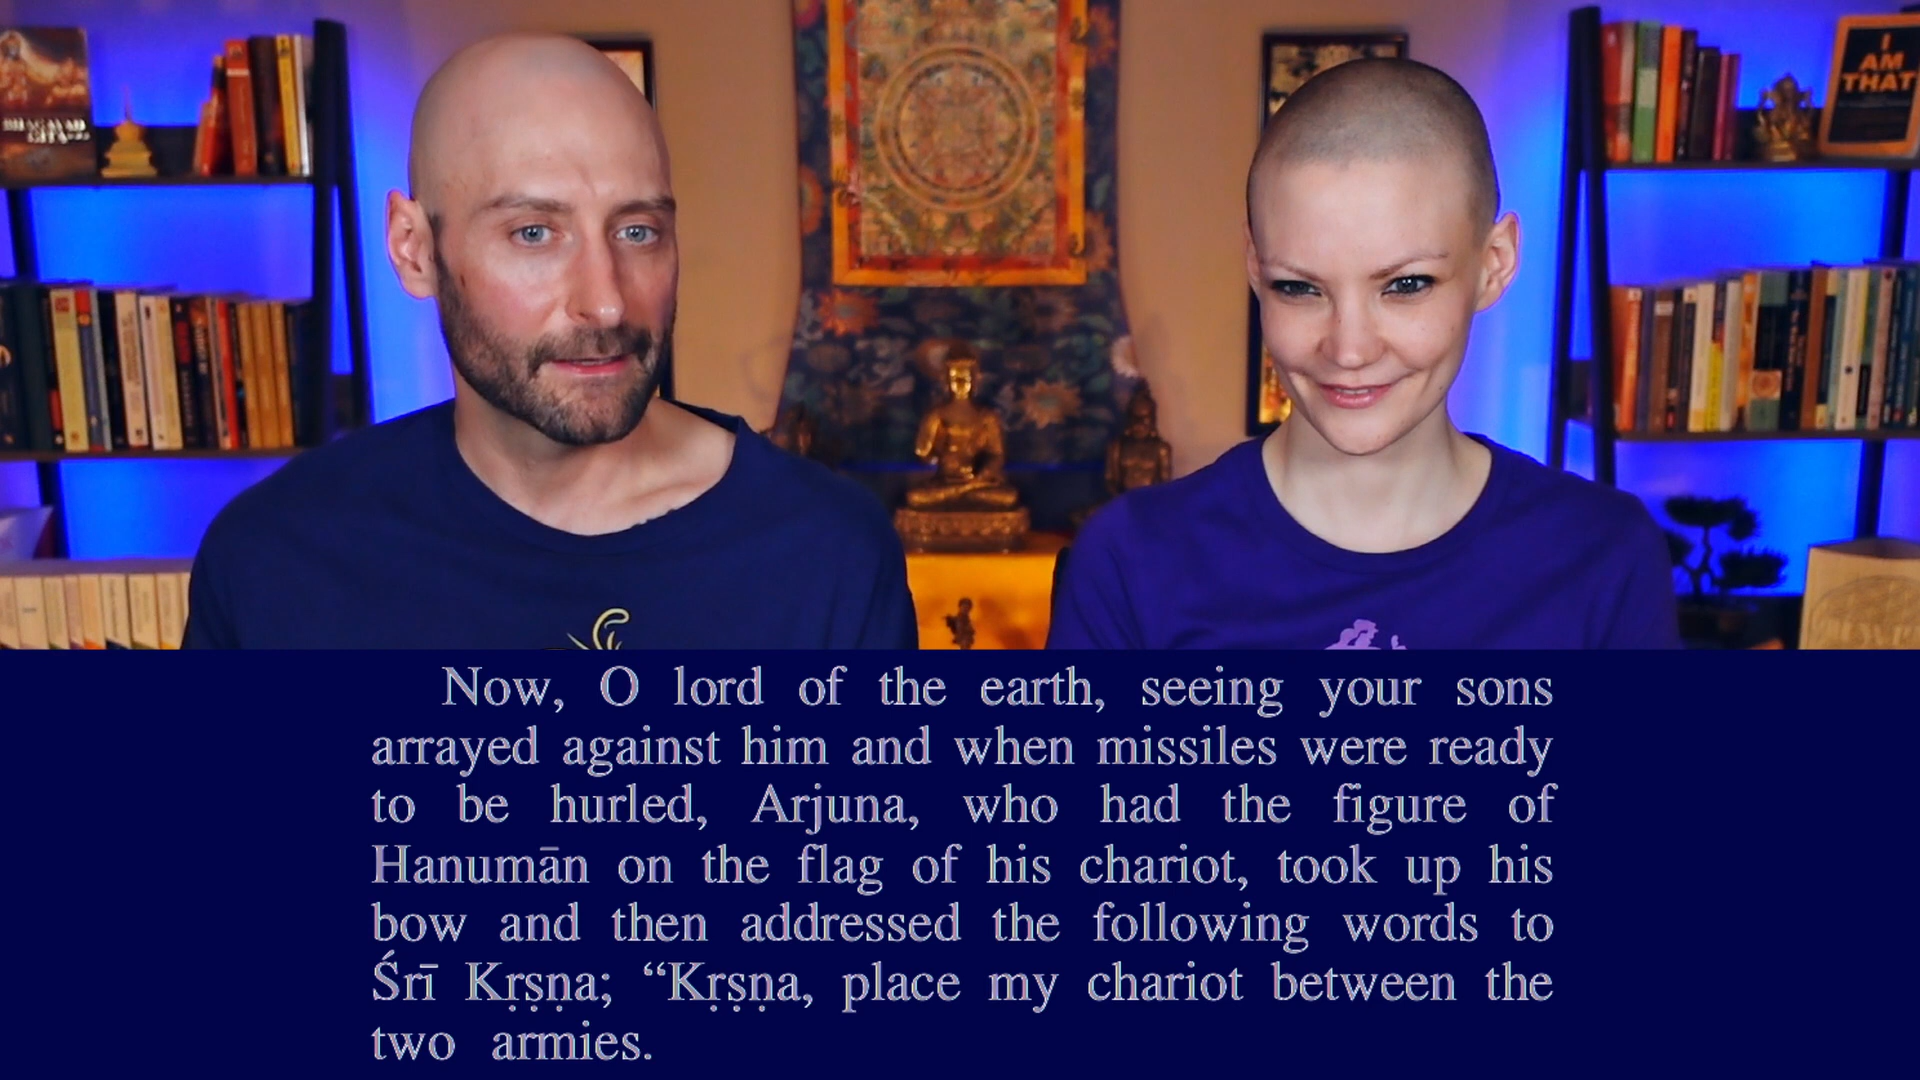 BHAGAVAD
GITA
I
AM
THAT
Now, O lord of the earth, seeing your sons
arrayed against him and when missiles were ready
to be hurled, Arjuna, who had the figure of
Hanumān on the flag of his chariot, took up his
bow and then addressed the following words to
Śrī Kṛṣṇa; “Kṛṣṇa, place my chariot between the
two armies.